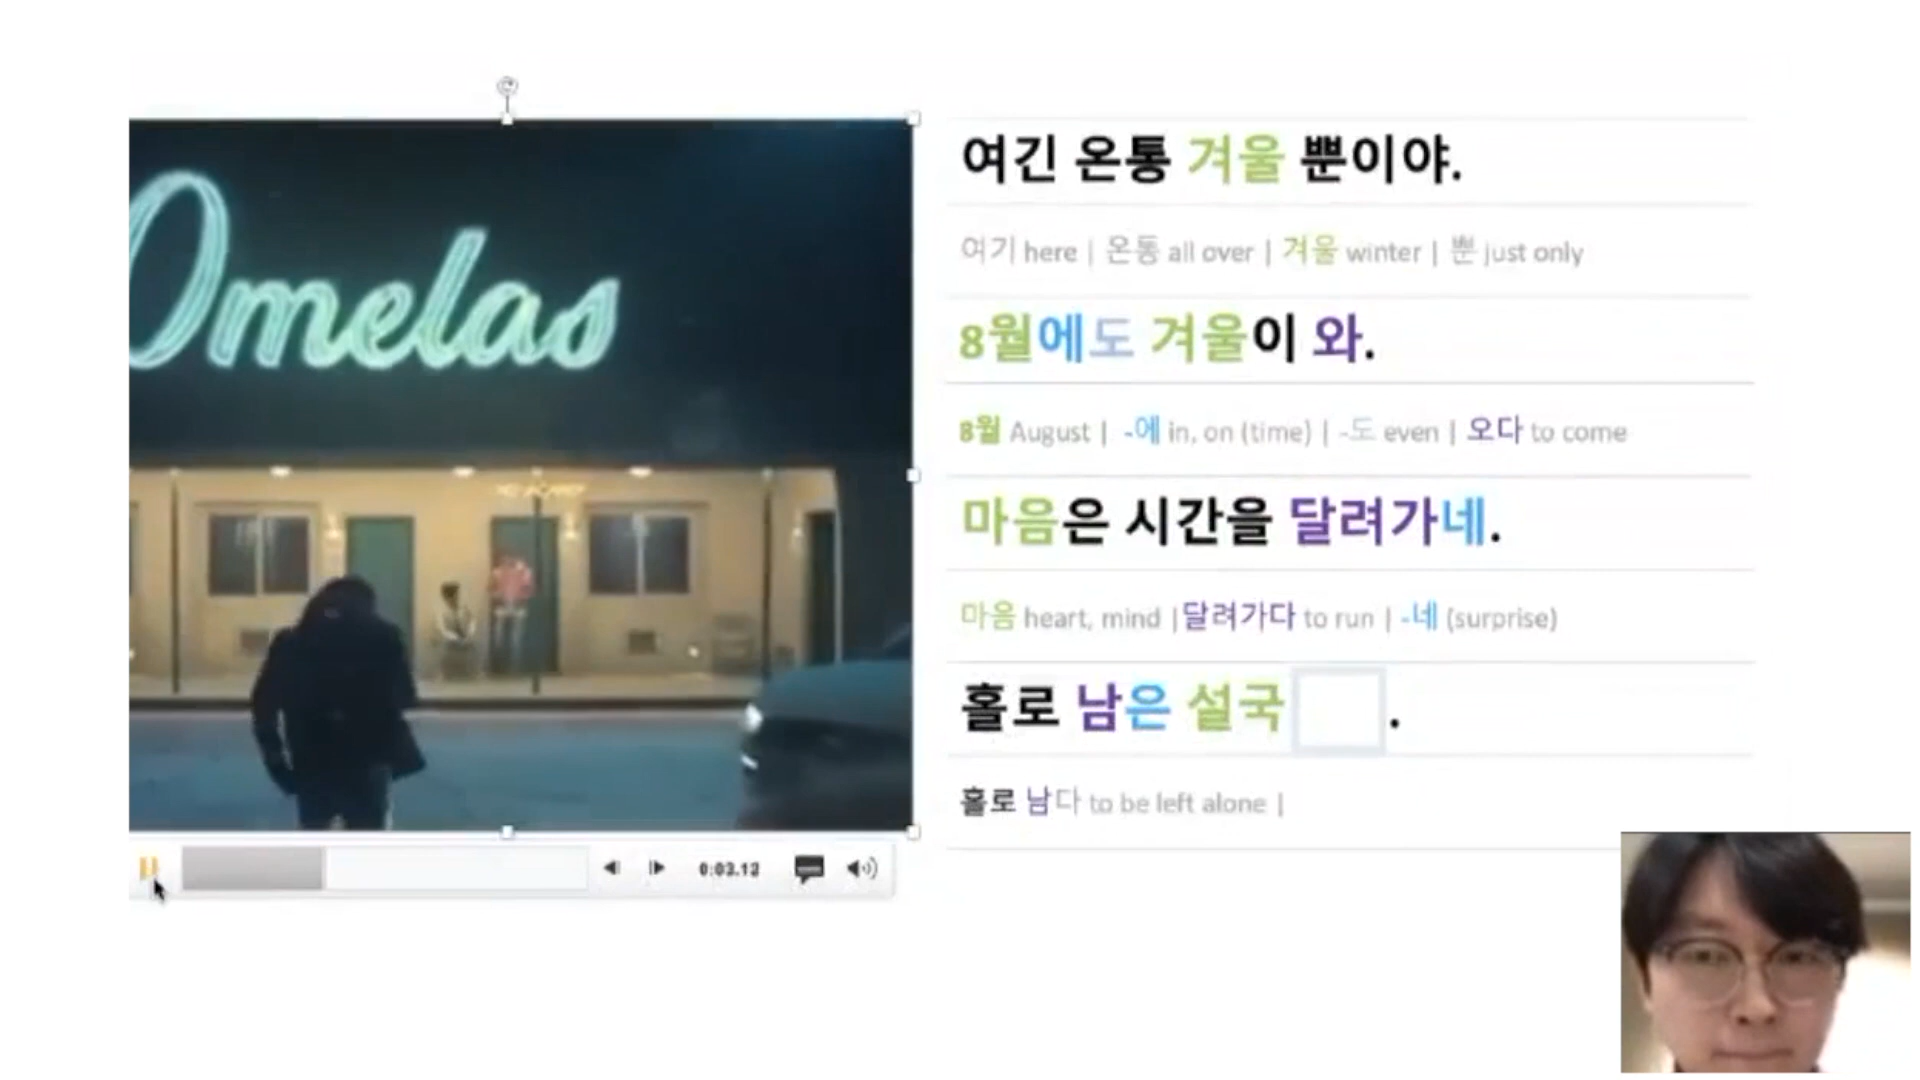 Omelas
0:03.12
여긴 온통 겨울 뿐이야.
여기 here | 온통 all over | 겨울 winter | 뿐 just only
8월에도 겨울이 와.
8월 August | -에 in, on (time) | -도 even | 오다 to come
마음은 시간을 달려가네.
마음 heart, mind |달려가다 to run | -네 (surprise)
홀로 남은 설국 .
홀로 남다 to be left alone |